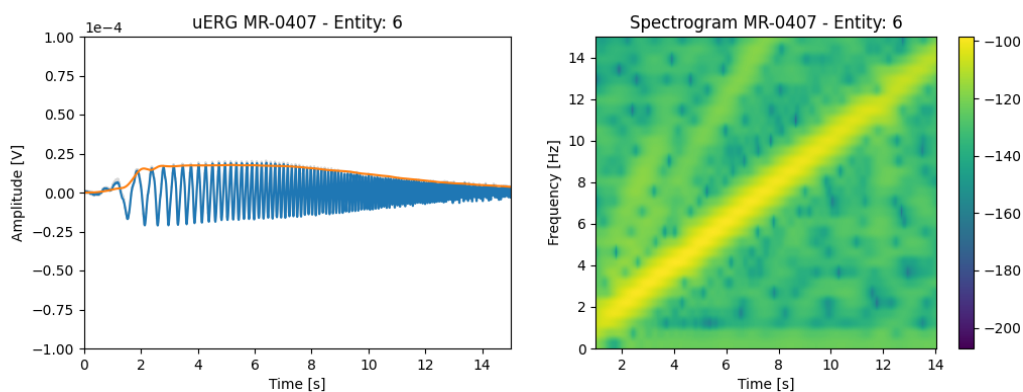 uERG MR-0407 - Entity: 6
1e−4
1.00
0.75
0.50
0.25
0.00
−0.25
−0.50
−0.75
−1.00
Amplitude [V]
0 2 4 6 8 10 12 14
Time [s]
Spectrogram MR-0407 - Entity: 6
14
12
10
8
6
4
2
0
Frequency [Hz]
2 4 6 8 10 12 14
Time [s]
−100
−120
−140
−160
−180
−200